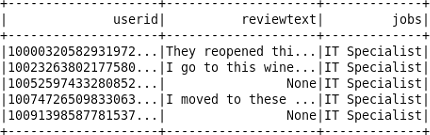 +--------------------+--------------------+-------------+
|              userid|          reviewtext|         jobs|
+--------------------+--------------------+-------------+
|10000320582931972...|They reopened thi...|IT Specialist|
|10023263802177580...|I go to this wine...|IT Specialist|
|10052597433280852...|                None|IT Specialist|
|10074726509833063...|I moved to these ...|IT Specialist|
|10091398587781537...|                None|IT Specialist|
+--------------------+--------------------+-------------+